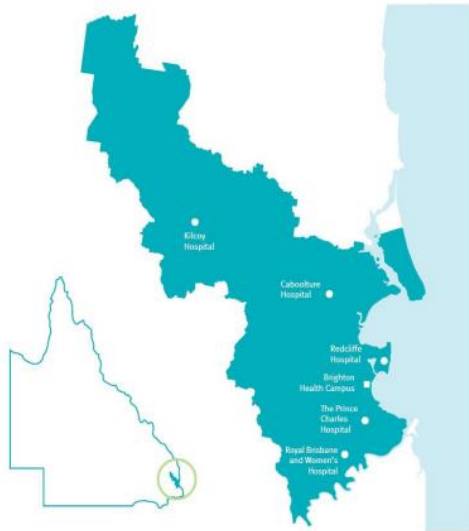 Kilcoy
Hospital
Caboolture
Hospital
Redcliffe
Hospital
Brighton
Health Campus
The Prince
Charles
Hospital
Royal Brisbane
and Women's
Hospital